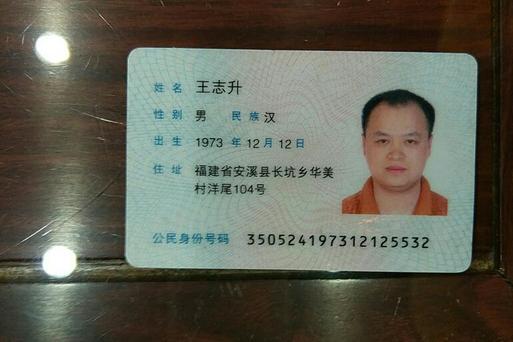 姓名 王志升
性别 男 民族 汉
出生 1973 年 12 月 12 日
住址 福建省安溪县长坑乡华美
村洋尾104号
公民身份号码 350524197312125532